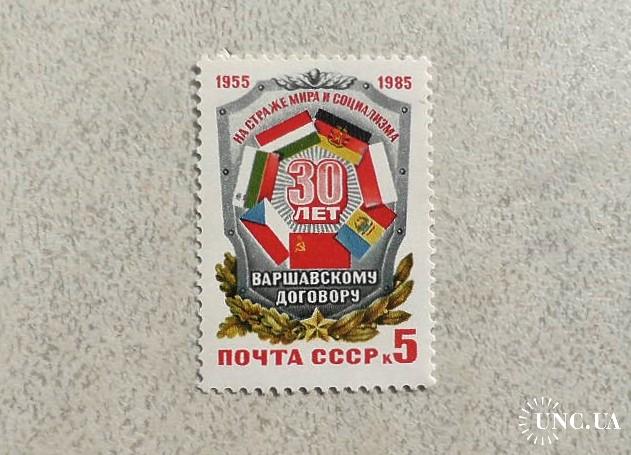 1955 1985
НА СТРАЖЕ МИРА И СОЦИАЛИЗМА
30
ЛЕТ
ВАРШАВСКОМУ
ДОГОВОРУ
ПОЧТА СССР к5
UNC.UA